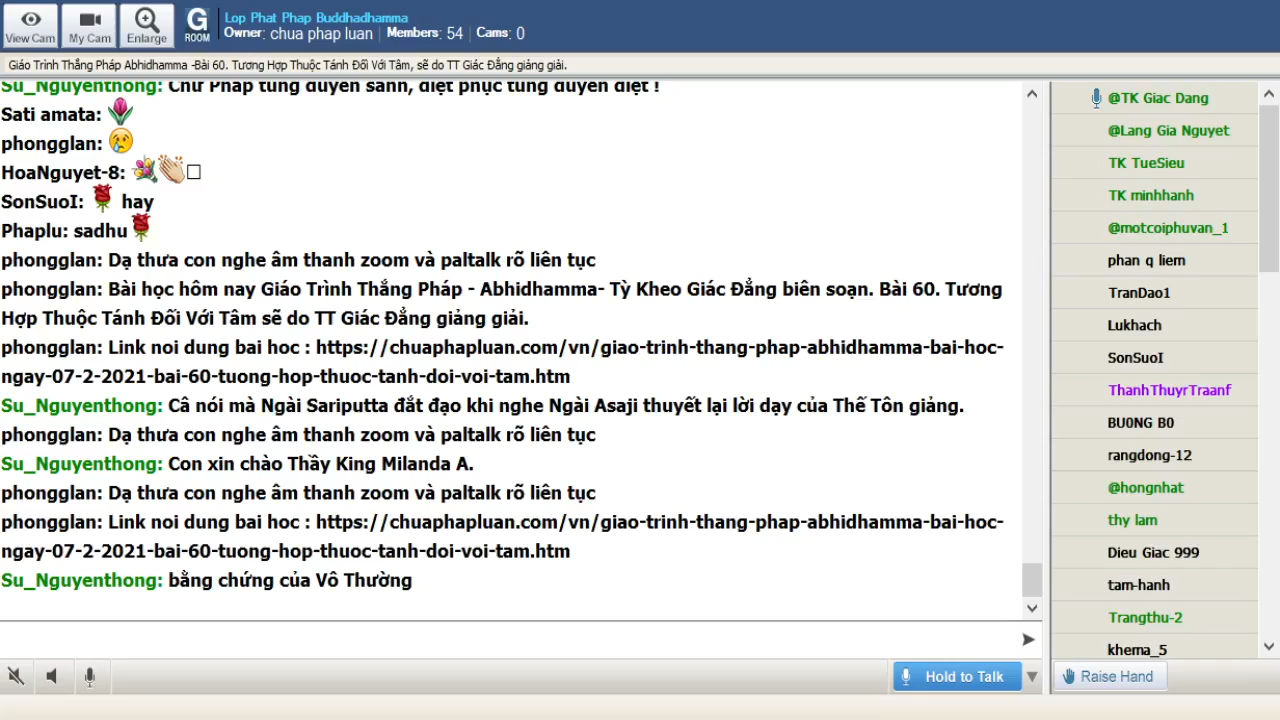 View Cam
My Cam
Enlarge
G
ROOM
Lop Phat Phap Buddhadhamma
Owner: chua phap luan | Members: 54 | Cams: 0
Giáo Trình Thắng Pháp Abhidhamma -Bài 60. Tương Hợp Thuộc Tánh Đối Với Tâm, sẽ do TT Giác Đẳng giảng giải.
Su_Nguyenthong: Chư Pháp tùng duyên sanh, diệt phục tùng duyên diệt !
Sati amata:
phongglan:
HoaNguyet-8:
SonSuoI: hay
Phaplu: sadhu
phongglan: Dạ thưa con nghe âm thanh zoom và paltalk rõ liên tục
phongglan: Bài học hôm nay Giáo Trình Thắng Pháp - Abhidhamma- Tỳ Kheo Giác Đẳng biên soạn. Bài 60. Tương
Hợp Thuộc Tánh Đối Với Tâm sẽ do TT Giác Đẳng giảng giải.
phongglan: Link noi dung bai hoc : https://chuaphapluan.com/vn/giao-trinh-thang-phap-abhidhamma-bai-hoc-
ngay-07-2-2021-bai-60-tuong-hop-thuoc-tanh-doi-voi-tam.htm
Su_Nguyenthong: Câ nói mà Ngài Sariputta đắt đạo khi nghe Ngài Asaji thuyết lại lời dạy của Thế Tôn giảng.
phongglan: Dạ thưa con nghe âm thanh zoom và paltalk rõ liên tục
Su_Nguyenthong: Con xin chào Thầy King Milanda A.
phongglan: Dạ thưa con nghe âm thanh zoom và paltalk rõ liên tục
phongglan: Link noi dung bai hoc : https://chuaphapluan.com/vn/giao-trinh-thang-phap-abhidhamma-bai-hoc-
ngay-07-2-2021-bai-60-tuong-hop-thuoc-tanh-doi-voi-tam.htm
Su_Nguyenthong: bằng chứng của Vô Thường
@TK Giac Dang
@Lang Gia Nguyet
TK TueSieu
TK minhhanh
@motcoiphuvan_1
phan q liem
TranDao1
Lukhach
SonSuoI
ThanhThuyrTraanf
BU0NG B0
rangdong-12
@hongnhat
thy lam
Dieu Giac 999
tam-hanh
Trangthu-2
khema_5
Hold to Talk
Raise Hand